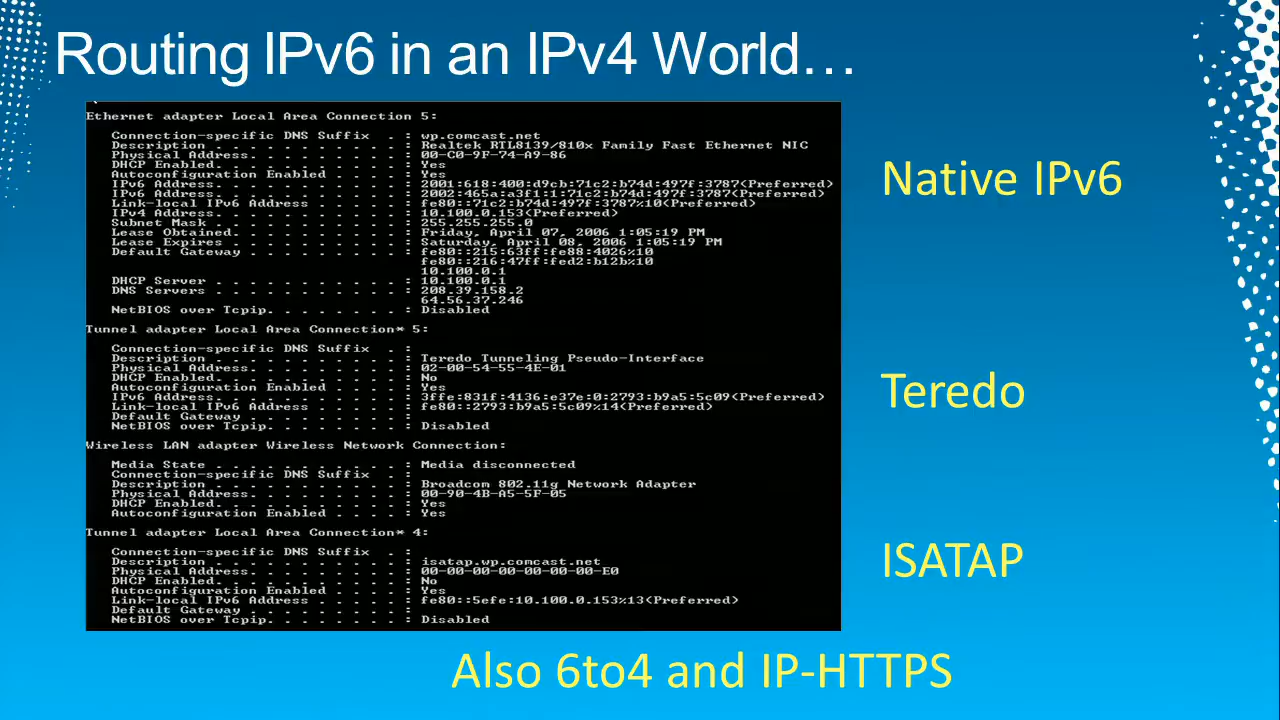 Routing IPv6 in an IPv4 World...
Ethernet adapter Local Area Connection 5:
Connection-specific DNS Suffix . : wp.comcast.net
Description . . . . . . . . . . . : Realtek RTL8139/810x Family Fast Ethernet NIC
Physical Address. . . . . . . . . : 00-C0-9F-74-A9-86
DHCP Enabled. . . . . . . . . . . : Yes
Autoconfiguration Enabled . . . . : Yes
IPv6 Address. . . . . . . . . . . : 2001:618:400:d9cb:71c2:b74d:497f:3787(Preferred)
IPv6 Address. . . . . . . . . . . : 2002:465a:a3f1:1:71c2:b74d:497f:3787(Preferred)
Link-local IPv6 Address . . . . . : fe80::71c2:b74d:497f:3787%10(Preferred)
IPv4 Address. . . . . . . . . . . : 10.100.0.153(Preferred)
Subnet Mask . . . . . . . . . . . : 255.255.255.0
Lease Obtained. . . . . . . . . . : Friday, April 07, 2006 1:05:19 PM
Lease Expires . . . . . . . . . . : Saturday, April 08, 2006 1:05:19 PM
Default Gateway . . . . . . . . . : fe80::215:63ff:fe88:4026%10
fe80::216:47ff:fed2:b12b%10
10.100.0.1
DHCP Server . . . . . . . . . . . : 10.100.0.1
DNS Servers . . . . . . . . . . . : 208.39.158.2
64.56.37.246
NetBIOS over Tcpip. . . . . . . . : Disabled
Native IPv6
Tunnel adapter Local Area Connection* 5:
Connection-specific DNS Suffix . :
Description . . . . . . . . . . . : Teredo Tunneling Pseudo-Interface
Physical Address. . . . . . . . . : 02-00-54-55-4E-01
DHCP Enabled. . . . . . . . . . . : No
Autoconfiguration Enabled . . . . : Yes
IPv6 Address. . . . . . . . . . . : 3ffe:831f:4136:e37e:0:2793:b9a5:5c09(Preferred)
Link-local IPv6 Address . . . . . : fe80::2793:b9a5:5c09%14(Preferred)
Default Gateway . . . . . . . . . :
NetBIOS over Tcpip. . . . . . . . : Disabled
Teredo
Wireless LAN adapter Wireless Network Connection:
Media State . . . . . . . . . . . : Media disconnected
Connection-specific DNS Suffix . :
Description . . . . . . . . . . . : Broadcom 802.11g Network Adapter
Physical Address. . . . . . . . . : 00-90-4B-A5-5F-05
DHCP Enabled. . . . . . . . . . . : Yes
Autoconfiguration Enabled . . . . : Yes
Tunnel adapter Local Area Connection* 4:
Connection-specific DNS Suffix . :
Description . . . . . . . . . . . : isatap.wp.comcast.net
Physical Address. . . . . . . . . : 00-00-00-00-00-00-00-E0
DHCP Enabled. . . . . . . . . . . : No
Autoconfiguration Enabled . . . . : Yes
Link-local IPv6 Address . . . . . : fe80::5efe:10.100.0.153%13(Preferred)
Default Gateway . . . . . . . . . :
NetBIOS over Tcpip. . . . . . . . : Disabled
ISATAP
Also 6to4 and IP-HTTPS